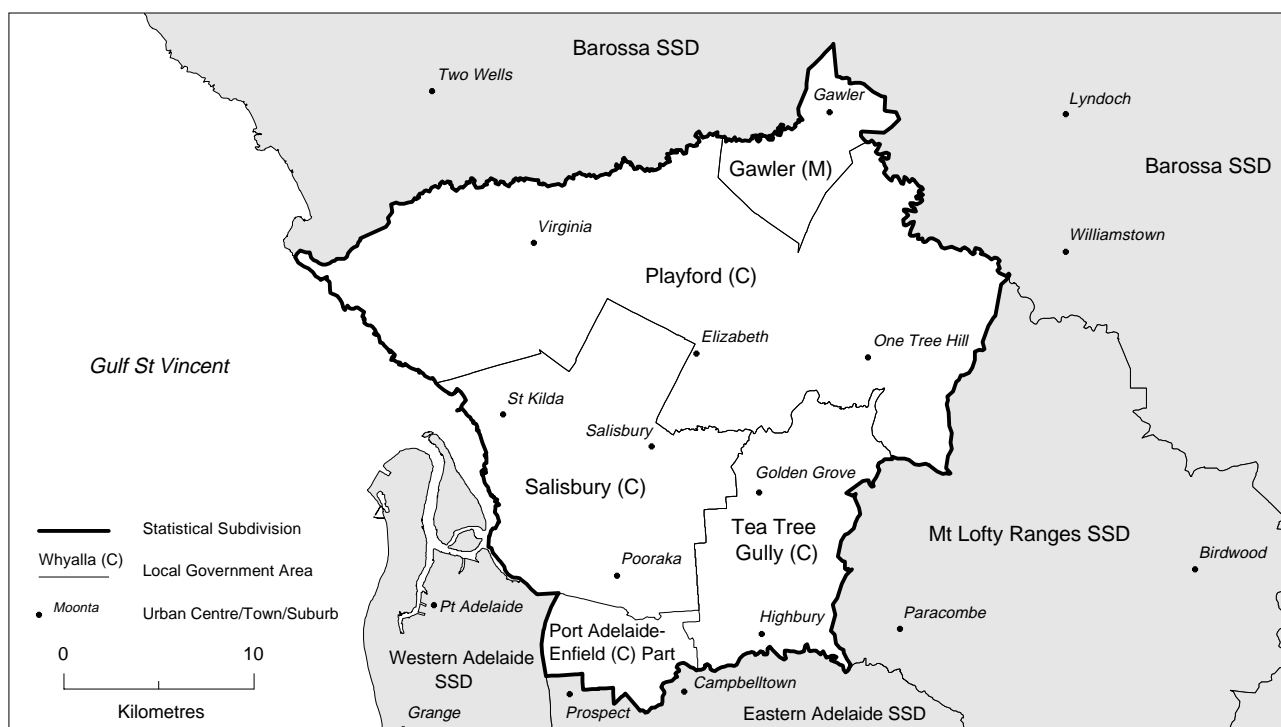 Barossa SSD
Two Wells
Gawler
Lyndoch
Gawler (M)
Barossa SSD
Virginia
Williamstown
Playford (C)
Elizabeth
One Tree Hill
Gulf St Vincent
St Kilda
Salisbury
Golden Grove
Salisbury (C)
Statistical Subdivision
Tea Tree
Gully (C)
Mt Lofty Ranges SSD
Whyalla (C)
Local Government Area
Pooraka
Birdwood
Moonta
Urban Centre/Town/Suburb
Pt Adelaide
Highbury
Paracombe
Port Adelaide-
Enfield (C) Part
0
10
Western Adelaide
SSD
Campbelltown
Kilometres
Grange
Prospect
Eastern Adelaide SSD